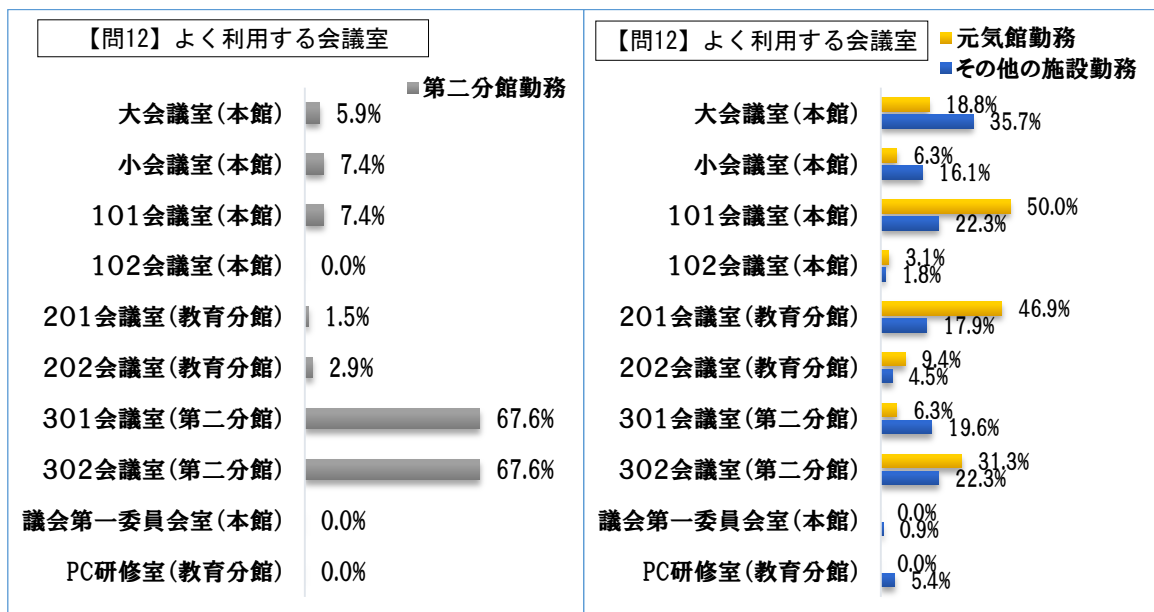 【問12】よく利用する会議室
■第二分館勤務
大会議室(本館) 5.9%
小会議室(本館) 7.4%
101会議室(本館) 7.4%
102会議室(本館) 0.0%
201会議室(教育分館) 1.5%
202会議室(教育分館) 2.9%
301会議室(第二分館) 67.6%
302会議室(第二分館) 67.6%
議会第一委員会室(本館) 0.0%
PC研修室(教育分館) 0.0%
【問12】よく利用する会議室
■元気館勤務
■その他の施設勤務
大会議室(本館) 18.8%
35.7%
小会議室(本館) 6.3%
16.1%
101会議室(本館) 50.0%
22.3%
102会議室(本館) 3.1%
1.8%
201会議室(教育分館) 46.9%
17.9%
202会議室(教育分館) 9.4%
4.5%
301会議室(第二分館) 6.3%
19.6%
302会議室(第二分館) 31.3%
22.3%
議会第一委員会室(本館) 0.0%
0.9%
PC研修室(教育分館) 0.0%
5.4%